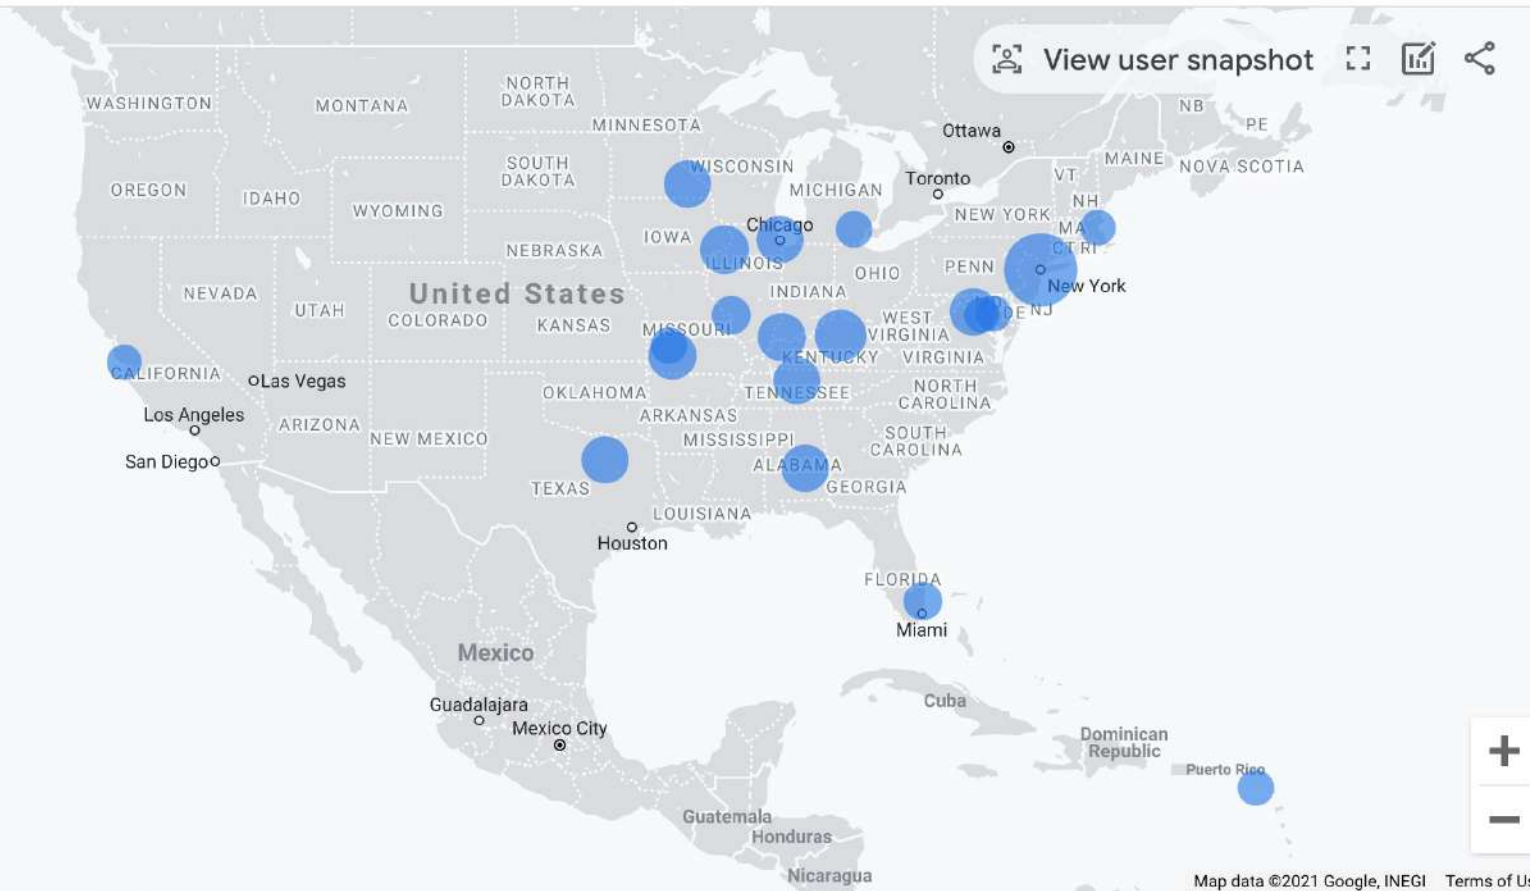 View user snapshot
NORTH
DAKOTA
WASHINGTON
MONTANA
NB
MINNESOTA
PE
Ottawa
MAINE
NOVA SCOTIA
WISCONSIN
SOUTH
DAKOTA
VT
Toronto
OREGON
MICHIGAN
IDAHO
NH
WYOMING
NEW YORK
Chicago
MA
IOWA
CT RI
NEBRASKA
ILLINOIS
PENN
OHIO
New York
NEVADA
United States
INDIANA
UTAH
DE
NJ
COLORADO
KANSAS
MISSOURI
WEST
VIRGINIA
KENTUCKY
VIRGINIA
CALIFORNIA
Las Vegas
OKLAHOMA
TENNESSEE
NORTH
CAROLINA
Los Angeles
ARIZONA
ARKANSAS
NEW MEXICO
MISSISSIPPI
SOUTH
CAROLINA
San Diego
ALABAMA
TEXAS
GEORGIA
LOUISIANA
Houston
FLORIDA
Miami
Mexico
Cuba
Guadalajara
Mexico City
Dominican
Republic
Puerto Rico
Guatemala
Honduras
Nicaragua
Map data ©2021 Google, INEGI Terms of Us